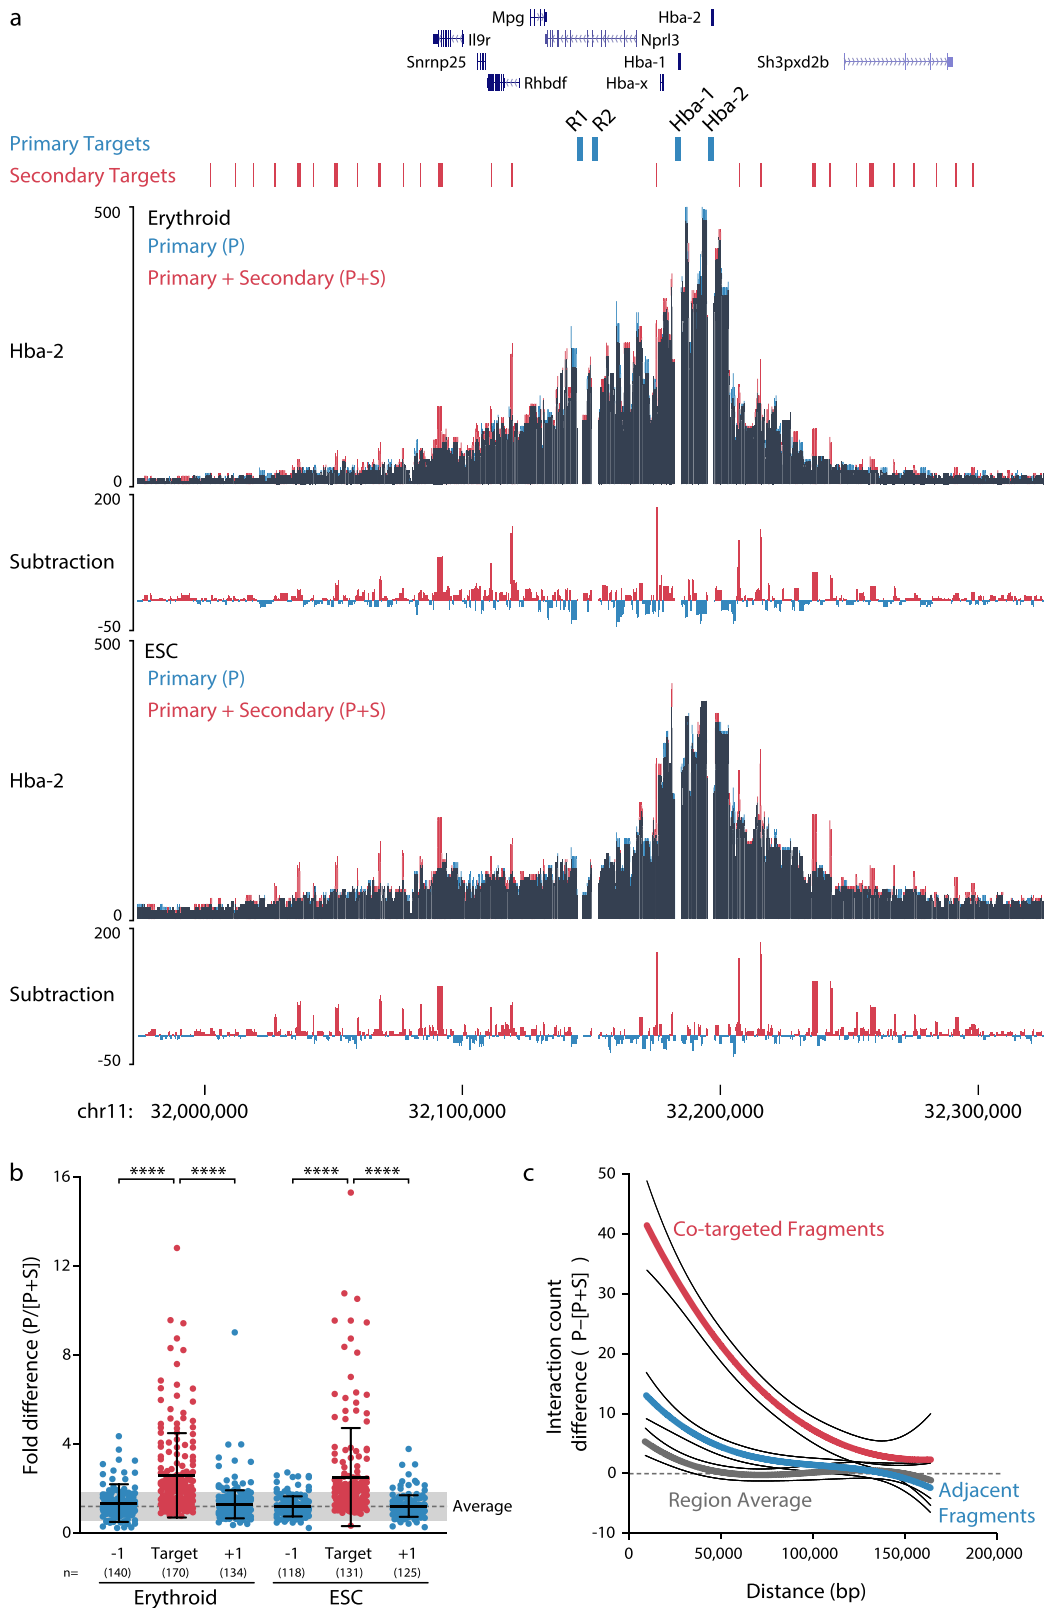 a
Mpg
Hba-2
Il9r
Nprl3
Snrnp25
Hba-1
Sh3pxd2b
Rhbdf
Hba-x
R1
R2
Hba-1
Hba-2
Primary Targets
Secondary Targets
500
Erythroid
Primary (P)
Primary + Secondary (P+S)
Hba-2
0
200
Subtraction
-50
500
ESC
Primary (P)
Primary + Secondary (P+S)
Hba-2
0
200
Subtraction
-50
chr11: 32,000,000 32,100,000 32,200,000 32,300,000
b
Fold difference (P/[P+S])
16
12
8
4
0
**** **** **** ****
Average
-1 Target +1 -1 Target +1
n= (140) (170) (134) (118) (131) (125)
Erythroid ESC
c
Interaction count
difference ( P–[P+S] )
50
40
30
20
10
0
-10
Co-targeted Fragments
Region Average
Adjacent
Fragments
0 50,000 100,000 150,000 200,000
Distance (bp)